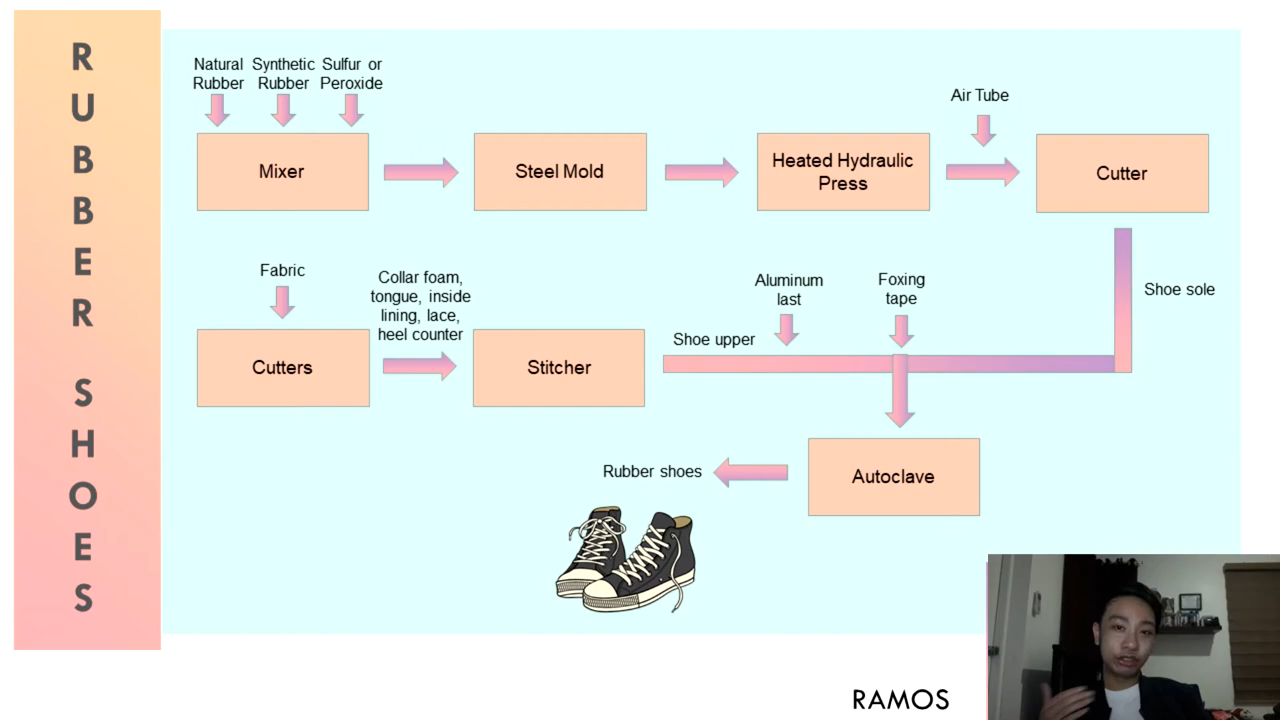 RUBBER SHOES
Natural
Rubber
Synthetic
Rubber
Sulfur or
Peroxide
Air Tube
Mixer
Steel Mold
Heated Hydraulic
Press
Cutter
Fabric
Collar foam,
tongue, inside
lining, lace,
heel counter
Aluminum
last
Foxing
tape
Shoe sole
Shoe upper
Cutters
Stitcher
Autoclave
Rubber shoes
RAMOS